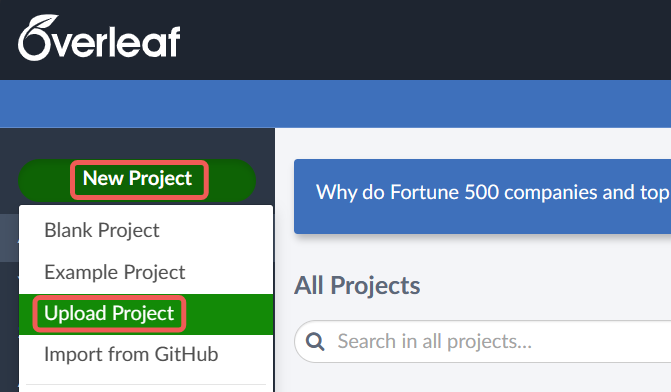 Overleaf
New Project
Why do Fortune 500 companies and top
Blank Project
Example Project
Upload Project
Import from GitHub
All Projects
Search in all projects...